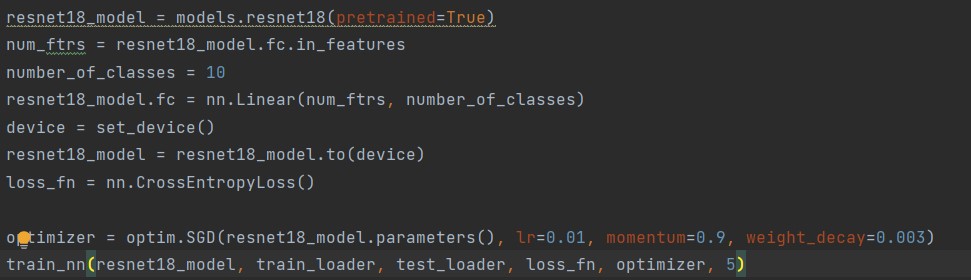 resnet18_model = models.resnet18(pretrained=True)
num_ftrs = resnet18_model.fc.in_features
number_of_classes = 10
resnet18_model.fc = nn.Linear(num_ftrs, number_of_classes)
device = set_device()
resnet18_model = resnet18_model.to(device)
loss_fn = nn.CrossEntropyLoss()
optimizer = optim.SGD(resnet18_model.parameters(), lr=0.01, momentum=0.9, weight_decay=0.003)
train_nn(resnet18_model, train_loader, test_loader, loss_fn, optimizer, 5)